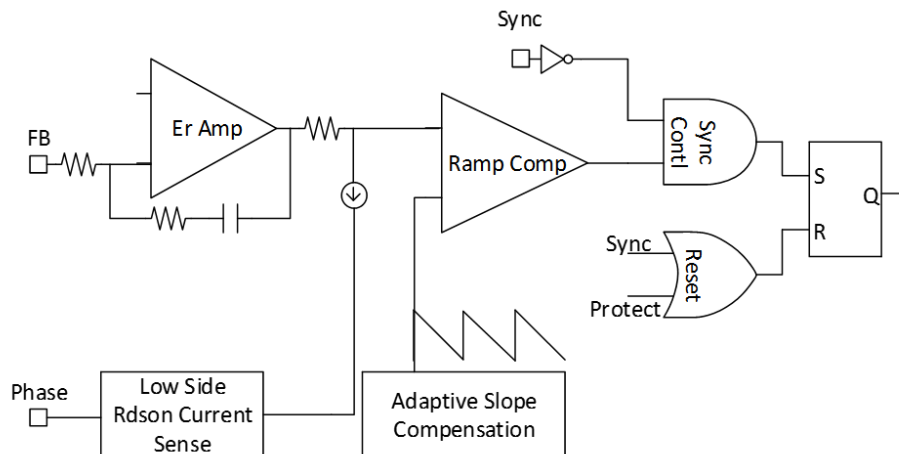 Sync
Er Amp
FB
Ramp Comp
Sync
Contl
S
Q
R
Sync
Reset
Protect
Phase
Low Side
Rdson Current
Sense
Adaptive Slope
Compensation